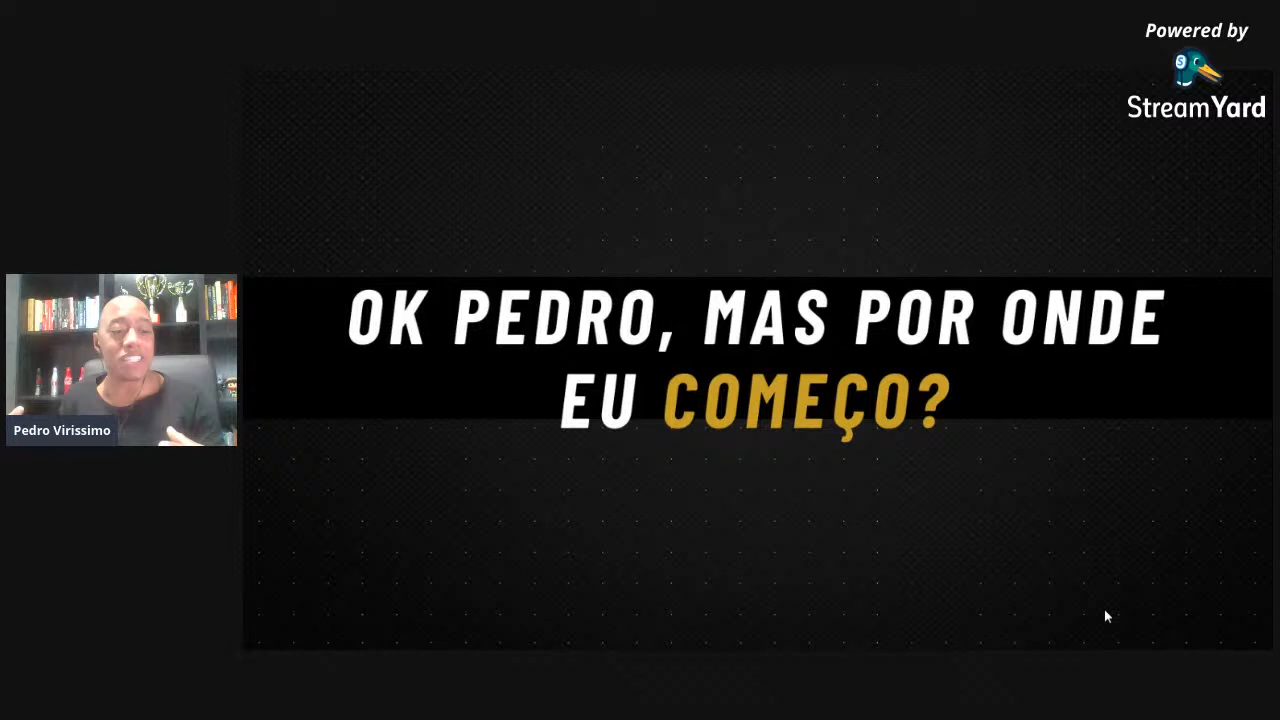 Powered by
StreamYard
OK PEDRO, MAS POR ONDE
EU COMEÇO?
Pedro Virissimo